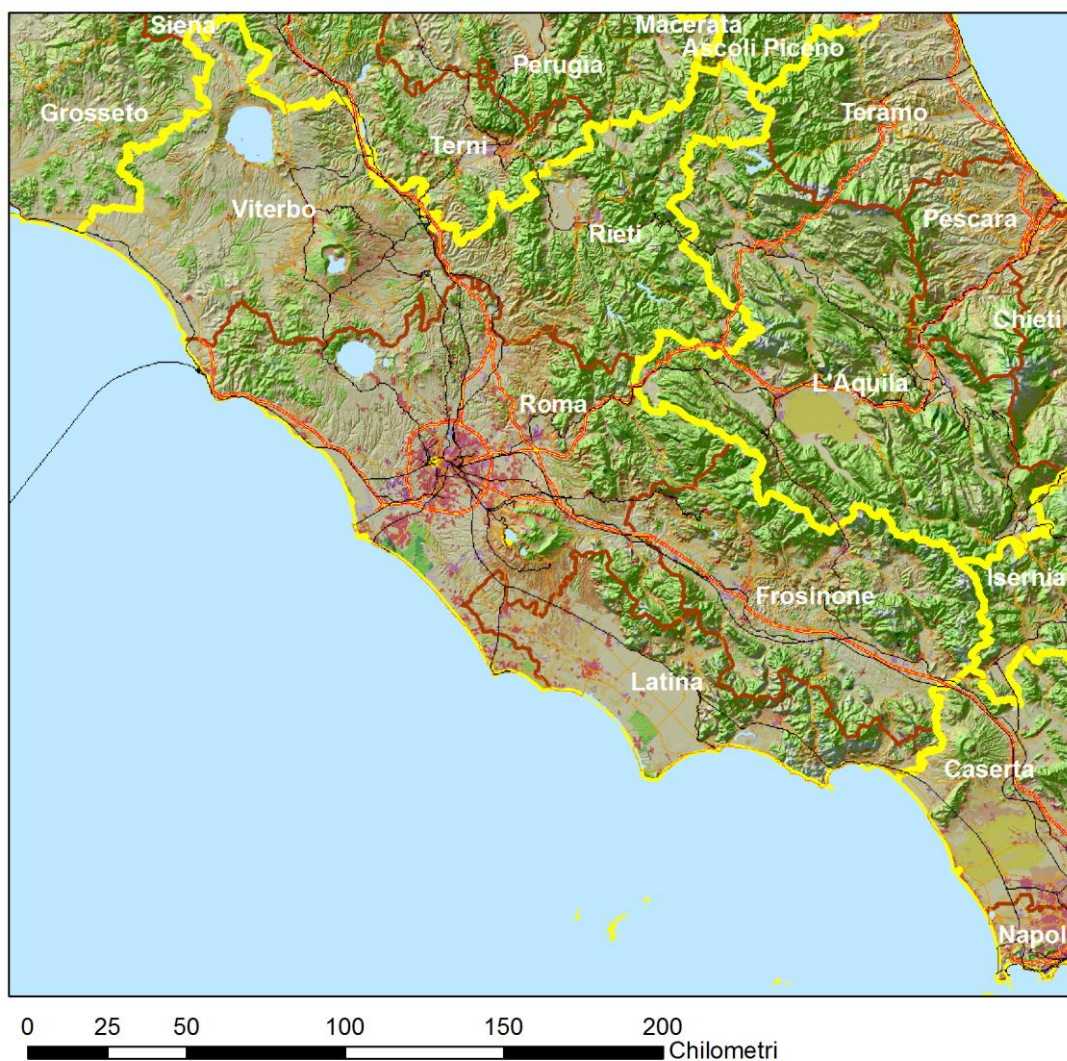 Siena
Macerata
Ascoli Piceno
Perugia
Grosseto
Teramo
Terni
Viterbo
Pescara
Rieti
Chieti
L'Aquila
Roma
Isernia
Frosinone
Latina
Caserta
Napol
0 25 50 100 150 200
Chilometri